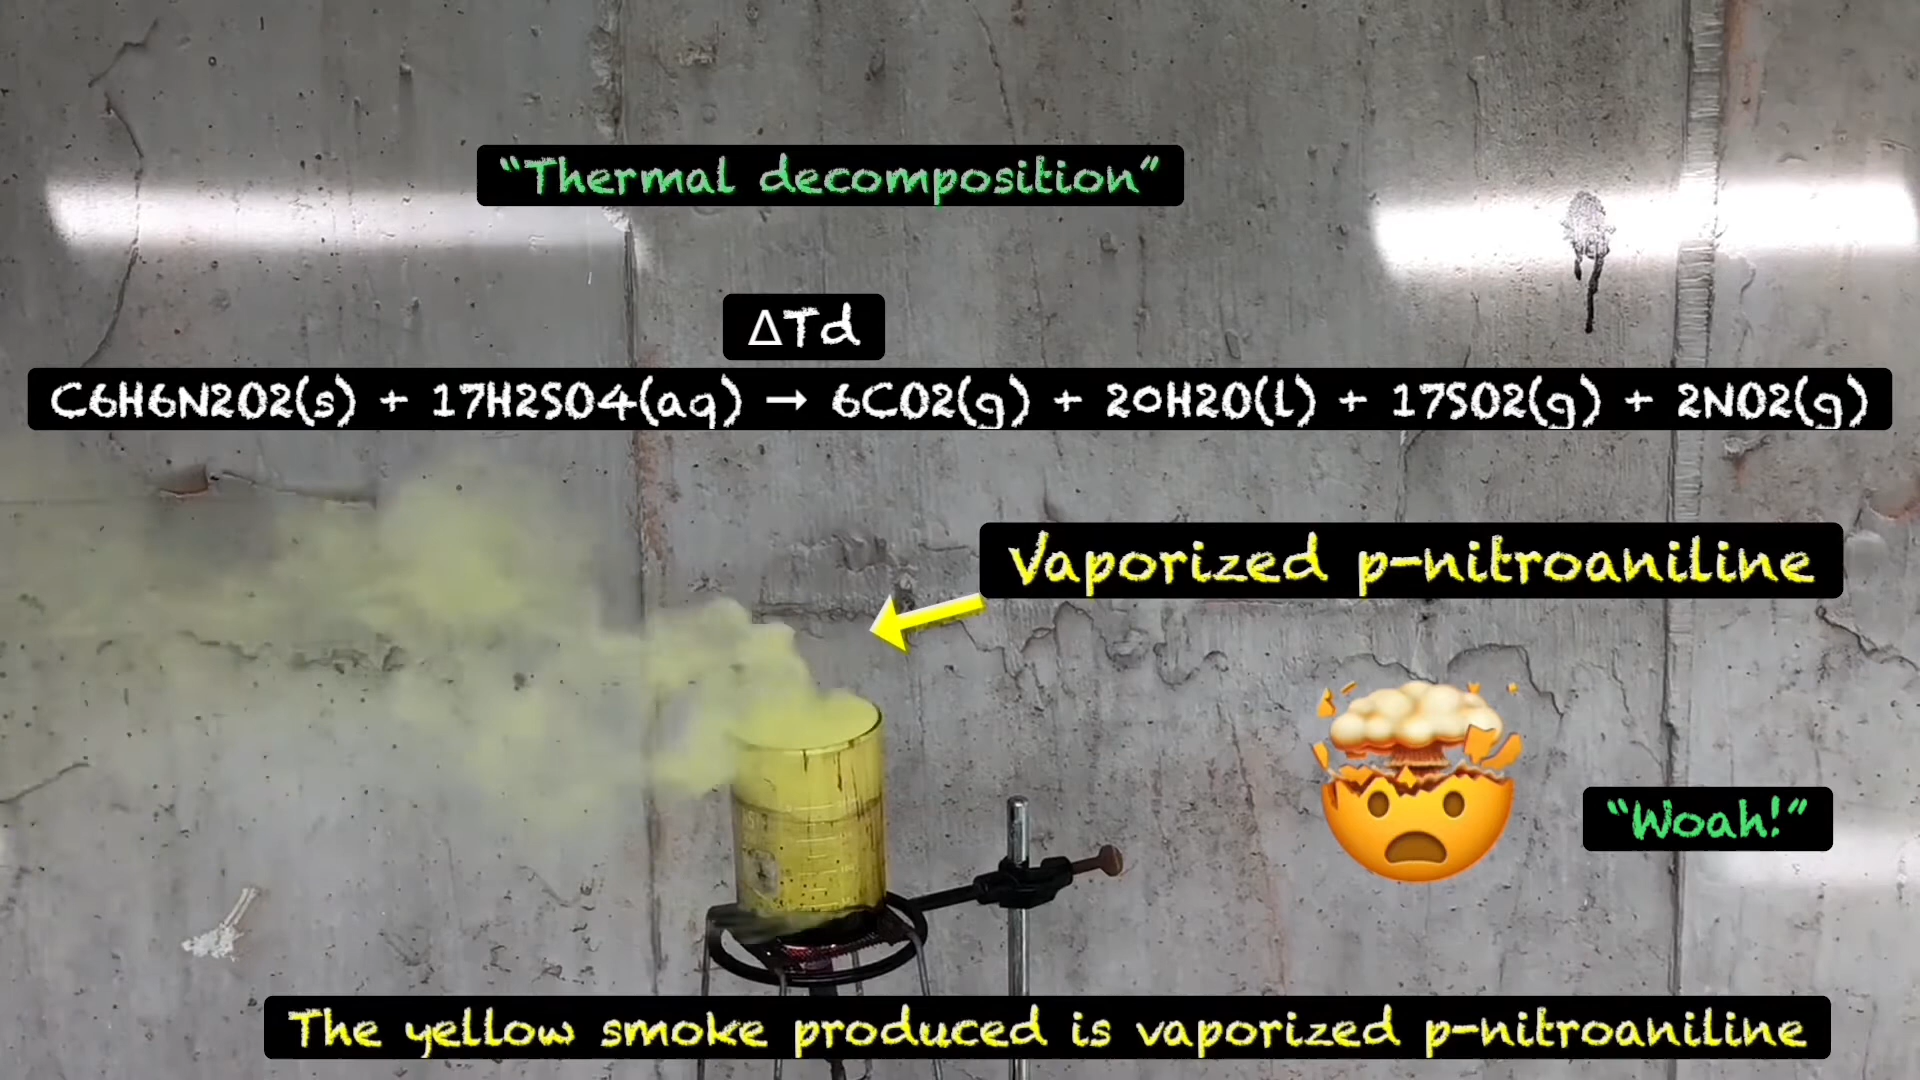 “Thermal decomposition”
ΔTd
C6H6N2O2(s) + 17H2SO4(aq) → 6CO2(g) + 20H2O(l) + 17SO2(g) + 2NO2(g)
Vaporized p-nitroaniline
“Woah!”
The yellow smoke produced is vaporized p-nitroaniline